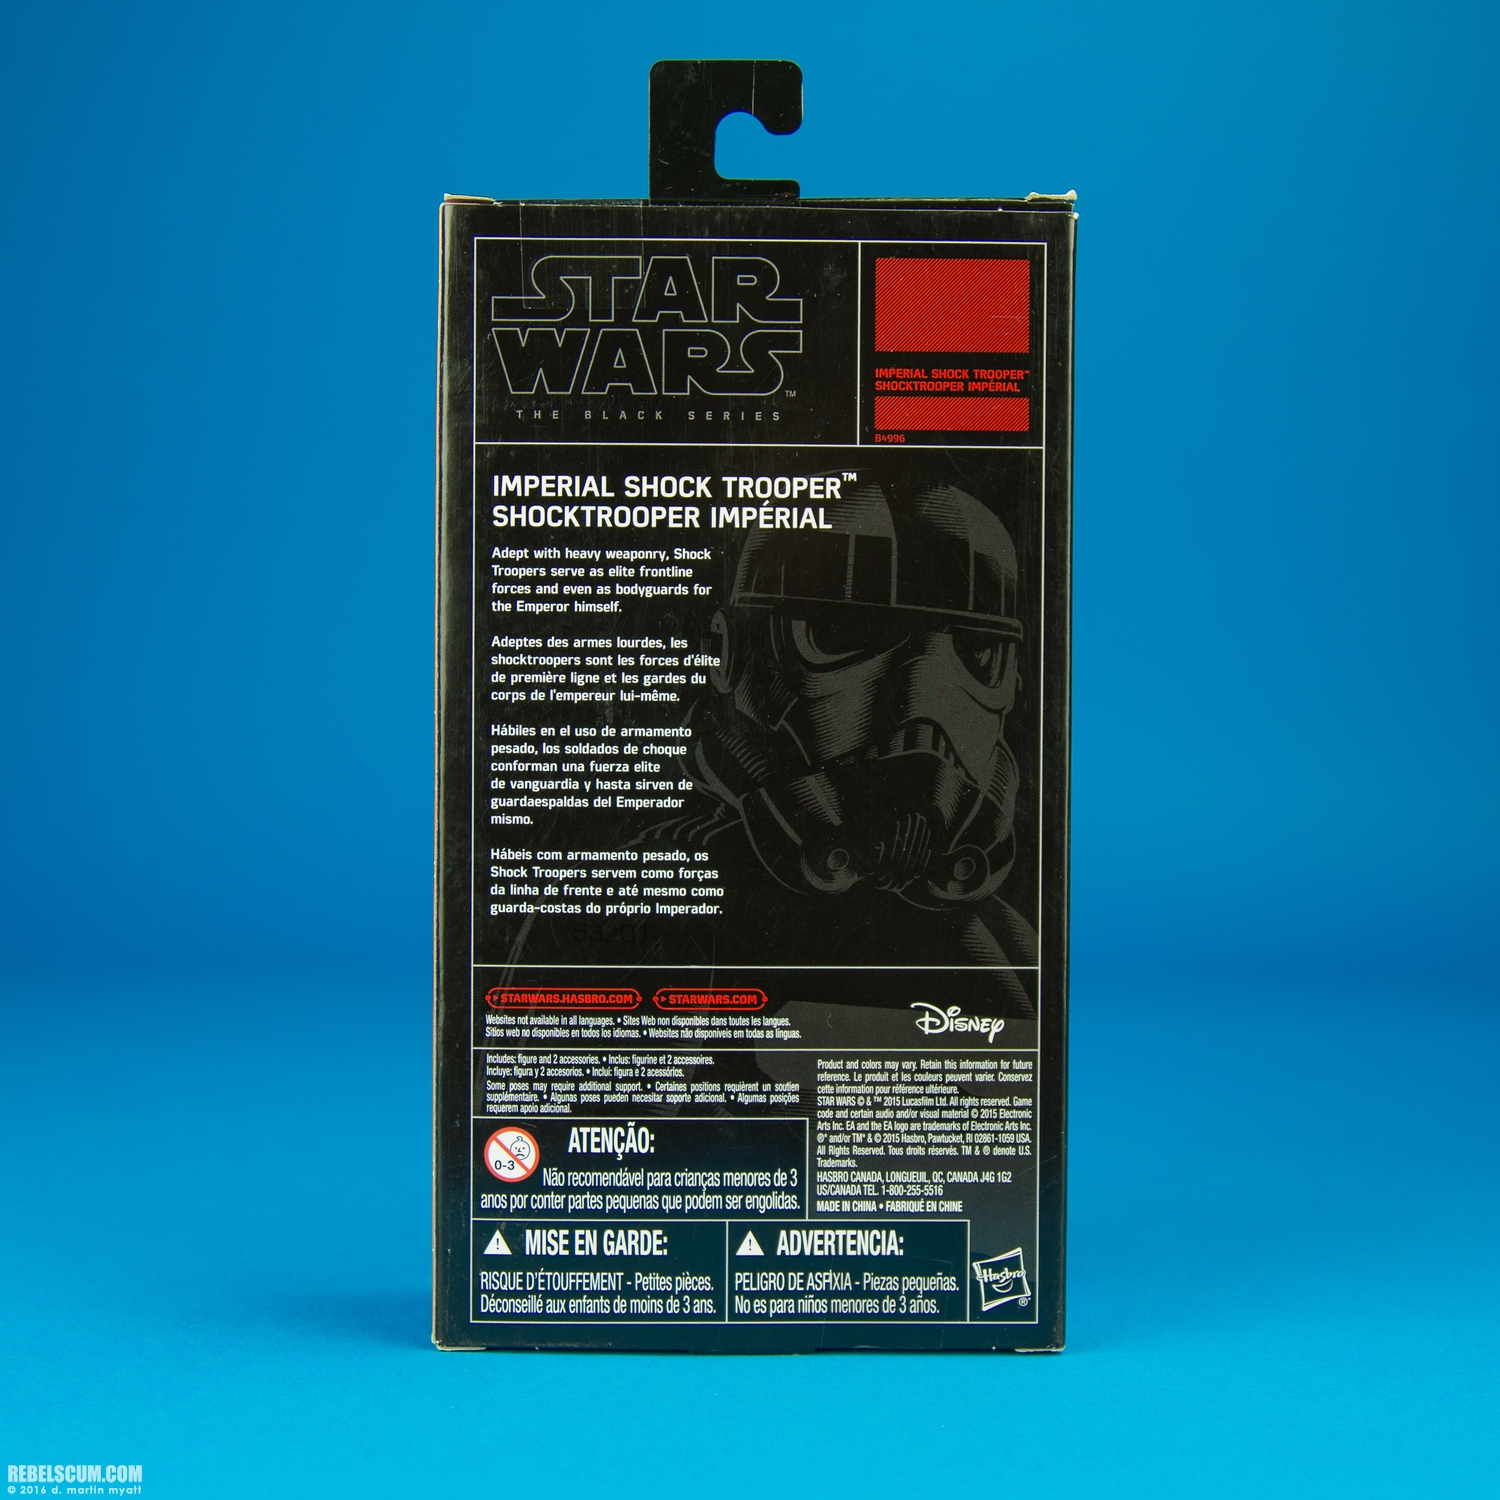 STAR
WARS™
THE BLACK SERIES
IMPERIAL SHOCK TROOPER™
SHOCKTROOPER IMPÉRIAL
B4996
IMPERIAL SHOCK TROOPER™
SHOCKTROOPER IMPÉRIAL
Adept with heavy weaponry, Shock
Troopers serve as elite frontline
forces and even as bodyguards for
the Emperor himself.
Adeptes des armes lourdes, les
shocktroopers sont les forces d'élite
de première ligne et les gardes du
corps de l'empereur lui-même.
Hábiles en el uso de armamento
pesado, los soldados de choque
conforman una fuerza elite
de vanguardia y hasta sirven de
guardaespaldas del Emperador
mismo.
Hábeis com armamento pesado, os
Shock Troopers servem como forças
da linha de frente e até mesmo como
guarda-costas do próprio Imperador.
53201
STARWARS.HASBRO.COM STARWARS.COM
Websites not available in all languages. • Sites Web non disponibles dans toutes les langues.
Sitios web no disponibles en todos los idiomas. • Websites não disponíveis em todas as línguas.
Disney
Includes: figure and 2 accessories. • Inclus: figurine et 2 accessoires.
Incluye: figura y 2 accesorios. • Inclui: figura e 2 acessórios.
Some poses may require additional support. • Certaines positions requièrent un soutien
supplémentaire. • Algunas poses pueden necesitar soporte adicional. • Algumas posições
requerem apoio adicional.
Product and colors may vary. Retain this information for future
reference. Le produit et les couleurs peuvent varier. Conservez
cette information pour référence ultérieure.
STAR WARS © & ™ 2015 Lucasfilm Ltd. All rights reserved. Game
code and certain audio and/or visual material © 2015 Electronic
Arts Inc. EA and the EA logo are trademarks of Electronic Arts Inc.
®* and/or TM* & © 2015 Hasbro, Pawtucket, RI 02861-1059 USA.
All Rights Reserved. Tous droits réservés. TM & ® denote U.S.
Trademarks.
HASBRO CANADA, LONGUEUIL, QC, CANADA J4G 1G2
US/CANADA TEL. 1-800-255-5516
MADE IN CHINA • FABRIQUÉ EN CHINE
0-3
ATENÇÃO:
Não recomendável para crianças menores de 3
anos por conter partes pequenas que podem ser engolidas.
MISE EN GARDE:
RISQUE D'ÉTOUFFEMENT - Petites pièces.
Déconseillé aux enfants de moins de 3 ans.
ADVERTENCIA:
PELIGRO DE ASFIXIA - Piezas pequeñas.
No es para niños menores de 3 años.
Hasbro®
REBELSCUM.COM
© 2016 d. martin myatt